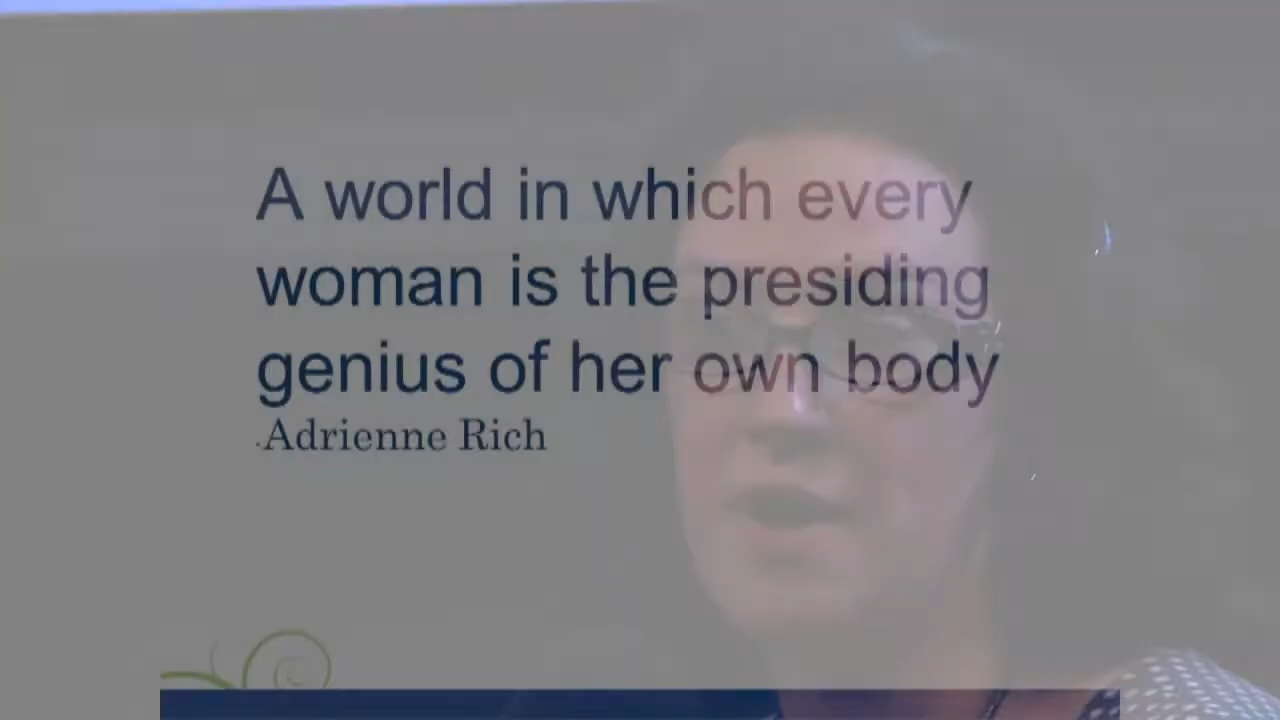 A world in which every
woman is the presiding
genius of her own body
Adrienne Rich